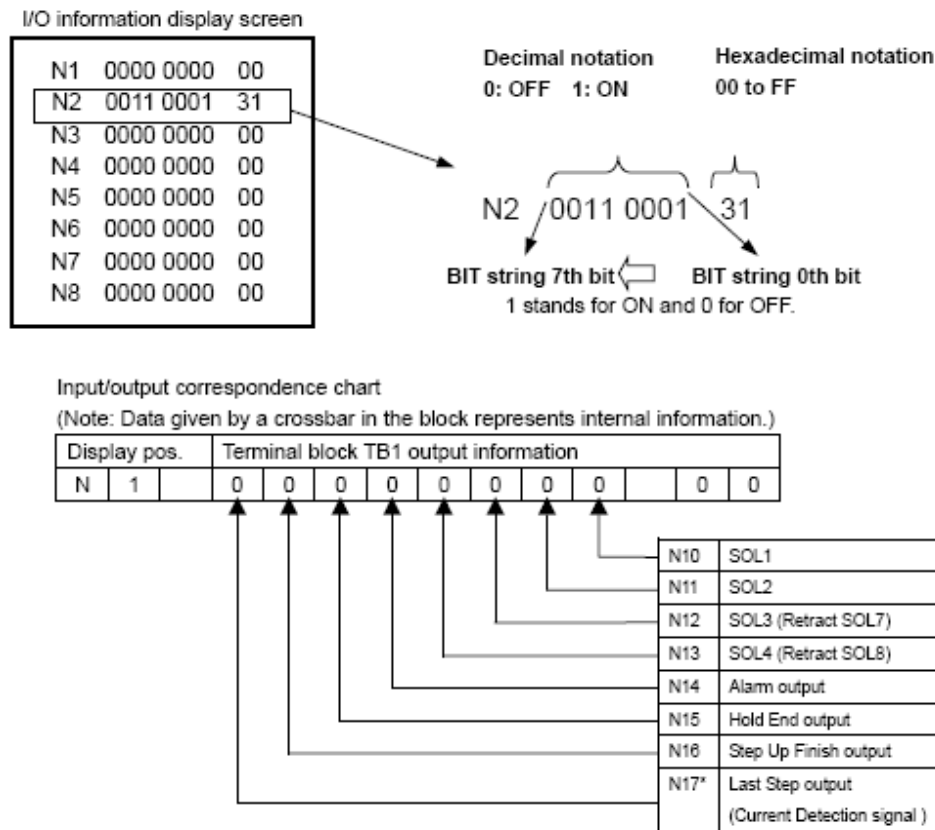 I/O information display screen
N1 0000 0000 00
N2 0011 0001 31
N3 0000 0000 00
N4 0000 0000 00
N5 0000 0000 00
N6 0000 0000 00
N7 0000 0000 00
N8 0000 0000 00
Decimal notation
0: OFF 1: ON
Hexadecimal notation
00 to FF
N2 0011 0001 31
BIT string 7th bit BIT string 0th bit
1 stands for ON and 0 for OFF.
Input/output correspondence chart
(Note: Data given by a crossbar in the block represents internal information.)
Display pos. Terminal block TB1 output information
N 1 0 0 0 0 0 0 0 0 0 0
N10 SOL1
N11 SOL2
N12 SOL3 (Retract SOL7)
N13 SOL4 (Retract SOL8)
N14 Alarm output
N15 Hold End output
N16 Step Up Finish output
N17* Last Step output
(Current Detection signal )